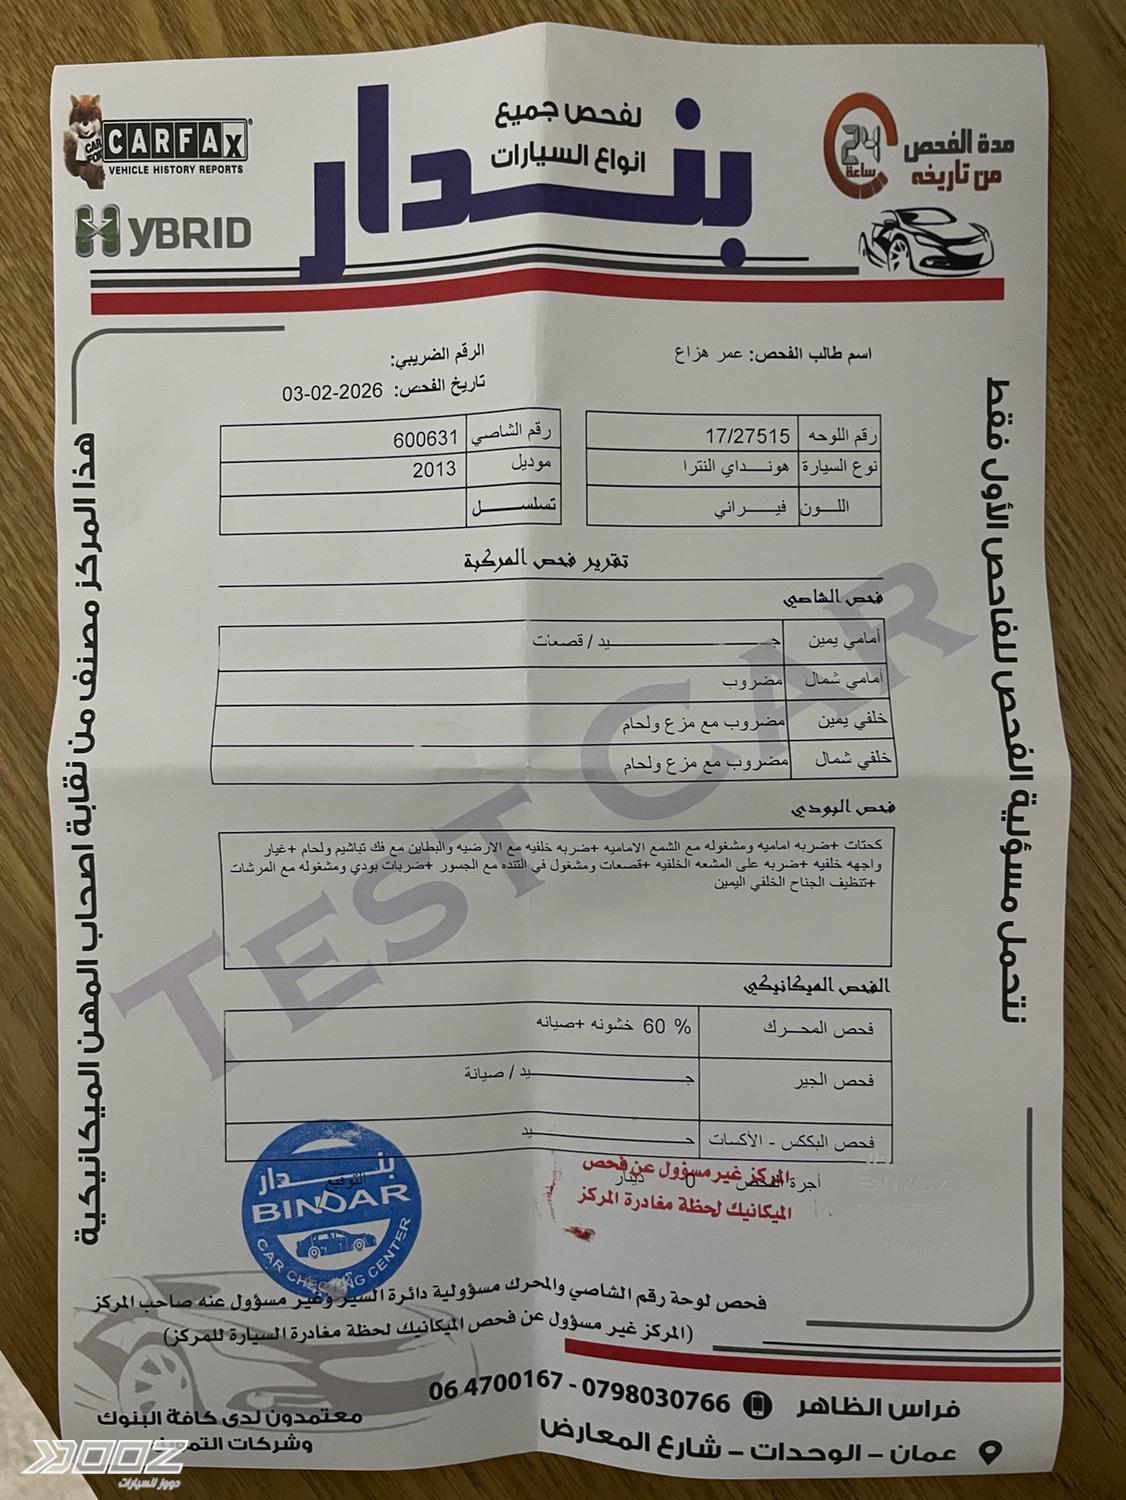 CARFAX
VEHICLE HISTORY REPORTS
HYBRID
لفحص جميع
انواع السيارات
بندار
مدة الفحص
من تاريخه
24
ساعة
اسم طالب الفحص: عمر هزاع
الرقم الضريبي:
تاريخ الفحص: 03-02-2026
رقم اللوحه 17/27515
نوع السيارة هونداي النترا
اللون فيراني
رقم الشاصي 600631
موديل 2013
تسلسل
تقرير فحص المركبة
فحص الشاصي
أمامي يمين جيد / قصعات
أمامي شمال مضروب
خلفي يمين مضروب مع مزع ولحام
خلفي شمال مضروب مع مزع ولحام
فحص البودي
كحتات +ضربه اماميه ومشغوله مع الشمع الاماميه +ضربه خلفيه مع الارضيه والبطاين مع فك تباشيم ولحام +غيار
واجهه خلفيه +ضربه على المشعه الخلفيه +قصعات ومشغول في التنده مع الجسور +ضربات بودي ومشغوله مع المرشات
+تنظيف الجناح الخلفي اليمين
الفحص الميكانيكي
فحص المحرك 60 % خشونه +صيانه
فحص الجير جيد / صيانة
فحص البككس - الأكسات جيد
أجرة الفحص 0 دينار
التوقيع
المركز غير مسؤول عن فحص
الميكانيك لحظة مغادرة المركز
بندار
BINDAR
CAR CHECKING CENTER
TEST CAR
هذا المركز مصنف من نقابة اصحاب المهن الميكانيكية
نتحمل مسؤولية الفحص للفاحص الأول فقط
فحص لوحة رقم الشاصي والمحرك مسؤولية دائرة السير وغير مسؤول عنه صاحب المركز
(المركز غير مسؤول عن فحص الميكانيك لحظة مغادرة السيارة للمركز)
فراس الظاهر 0798030766 - 06 4700167
عمان - الوحدات - شارع المعارض
معتمدون لدى كافة البنوك
وشركات التمويل
DOOZ
دووز للسيارات